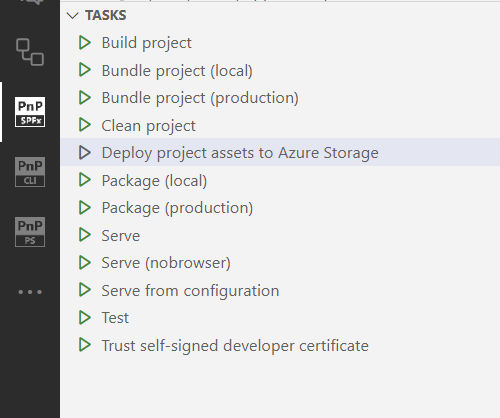 TASKS
Build project
Bundle project (local)
Bundle project (production)
PnP
SPFx
Clean project
Deploy project assets to Azure Storage
PnP
CLI
Package (local)
Package (production)
PnP
PS
Serve
Serve (nobrowser)
Serve from configuration
Test
Trust self-signed developer certificate